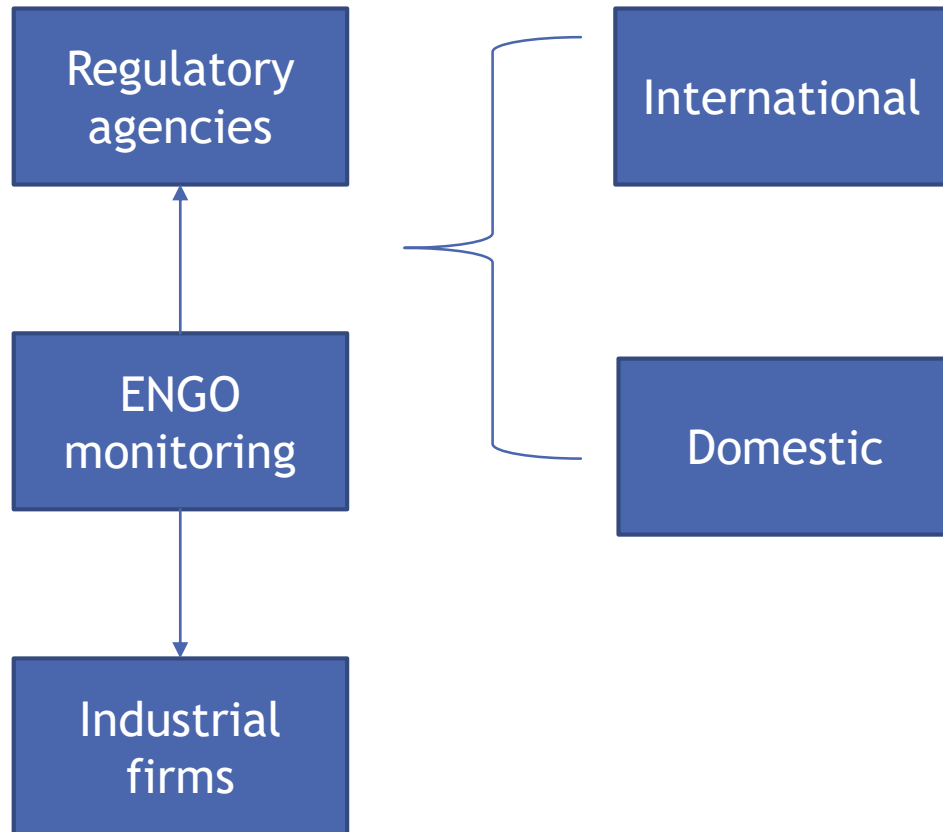 Regulatory
agencies
International
ENGO
monitoring
Domestic
Industrial
firms